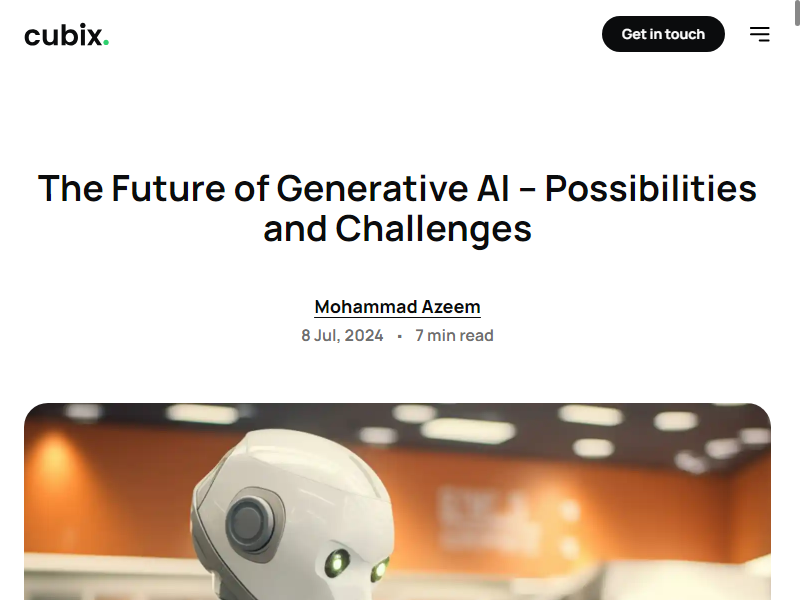 cubix.
Get in touch
The Future of Generative AI – Possibilities
and Challenges
Mohammad Azeem
8 Jul, 2024 • 7 min read